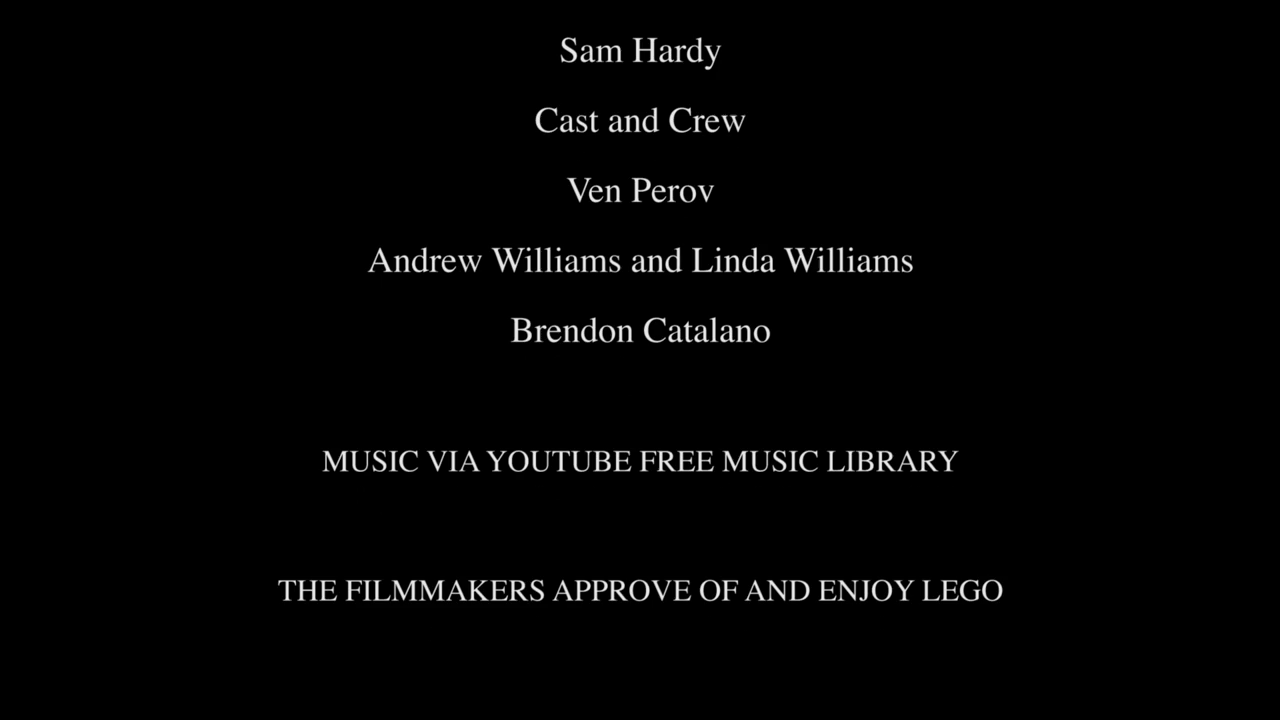 Sam Hardy
Cast and Crew
Ven Perov
Andrew Williams and Linda Williams
Brendon Catalano
MUSIC VIA YOUTUBE FREE MUSIC LIBRARY
THE FILMMAKERS APPROVE OF AND ENJOY LEGO